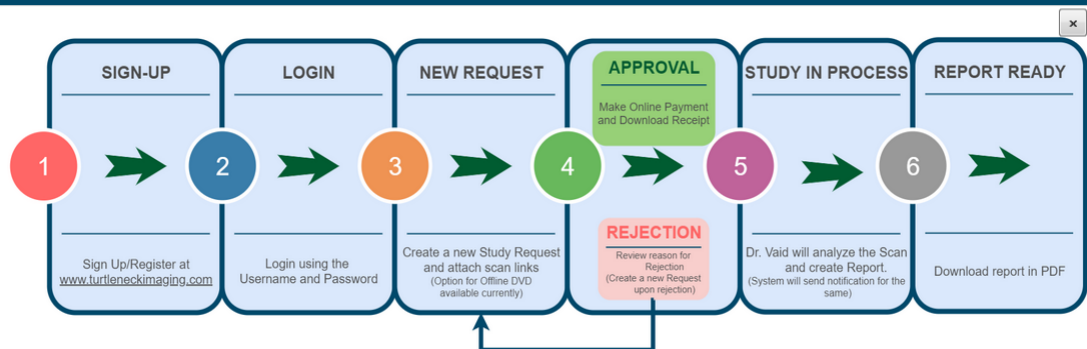 ×
SIGN-UP
1
Sign Up/Register at
www.turtleneckimaging.com
LOGIN
2
Login using the
Username and Password
NEW REQUEST
3
Create a new Study Request
and attach scan links
(Option for Offline DVD
available currently)
APPROVAL
Make Online Payment
and Download Receipt
4
REJECTION
Review reason for
Rejection
(Create a new Request
upon rejection)
STUDY IN PROCESS
5
Dr. Vaid will analyze the Scan
and create Report.
(System will send notification for the
same)
REPORT READY
6
Download report in PDF